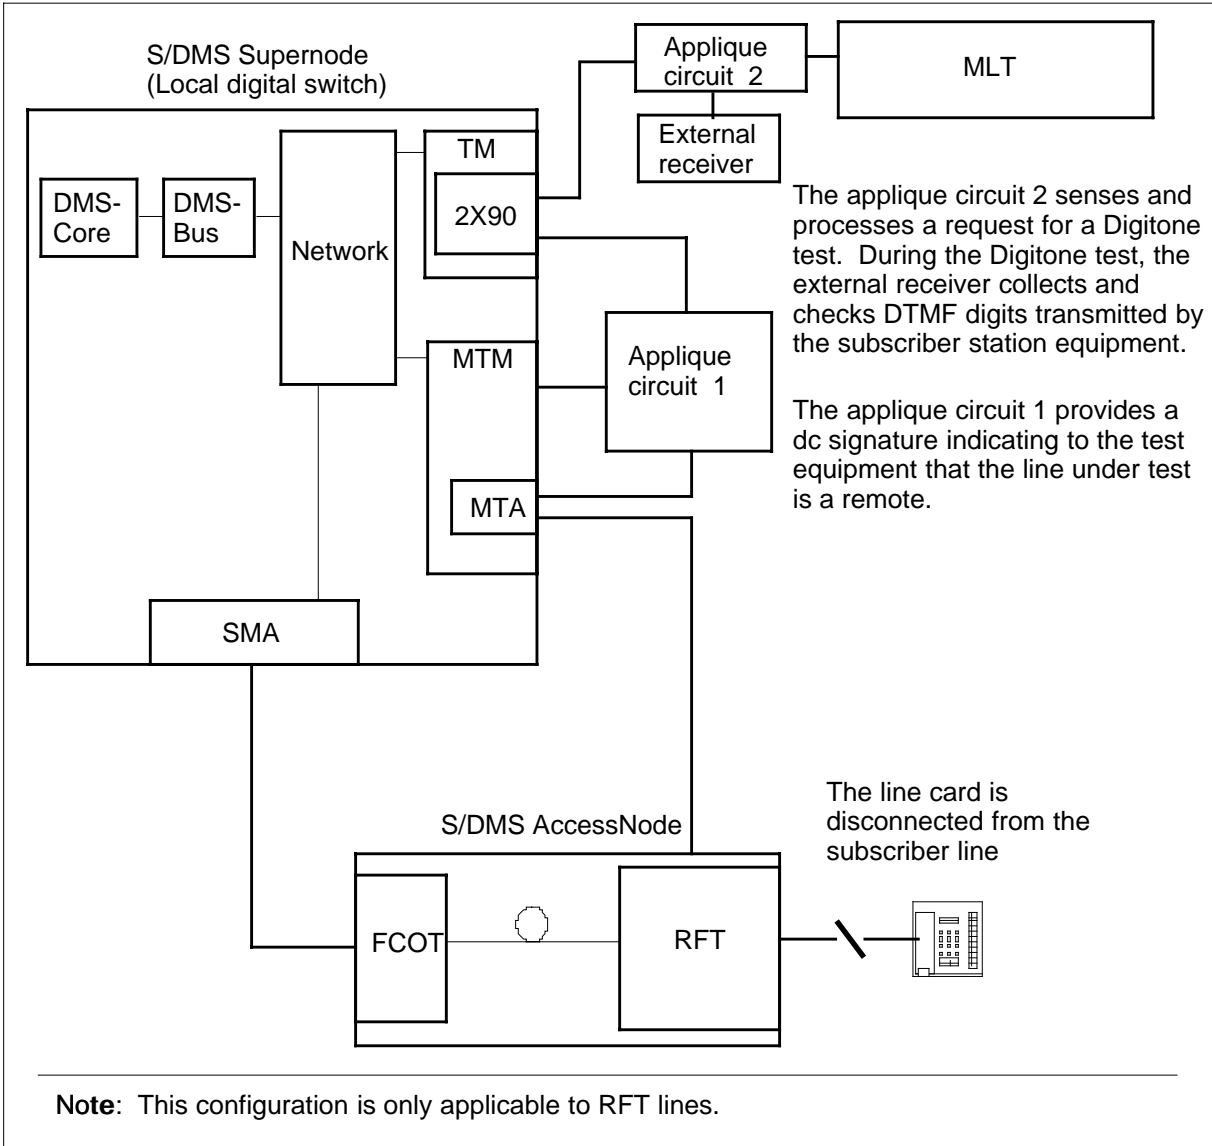 S/DMS Supernode
(Local digital switch)
Applique
circuit 2
MLT
External
receiver
TM
2X90
DMS-
Core
DMS-
Bus
Network
MTM
MTA
Applique
circuit 1
SMA
The applique circuit 2 senses and
processes a request for a Digitone
test. During the Digitone test, the
external receiver collects and
checks DTMF digits transmitted by
the subscriber station equipment.
The applique circuit 1 provides a
dc signature indicating to the test
equipment that the line under test
is a remote.
The line card is
disconnected from the
subscriber line
S/DMS AccessNode
FCOT
RFT
Note: This configuration is only applicable to RFT lines.